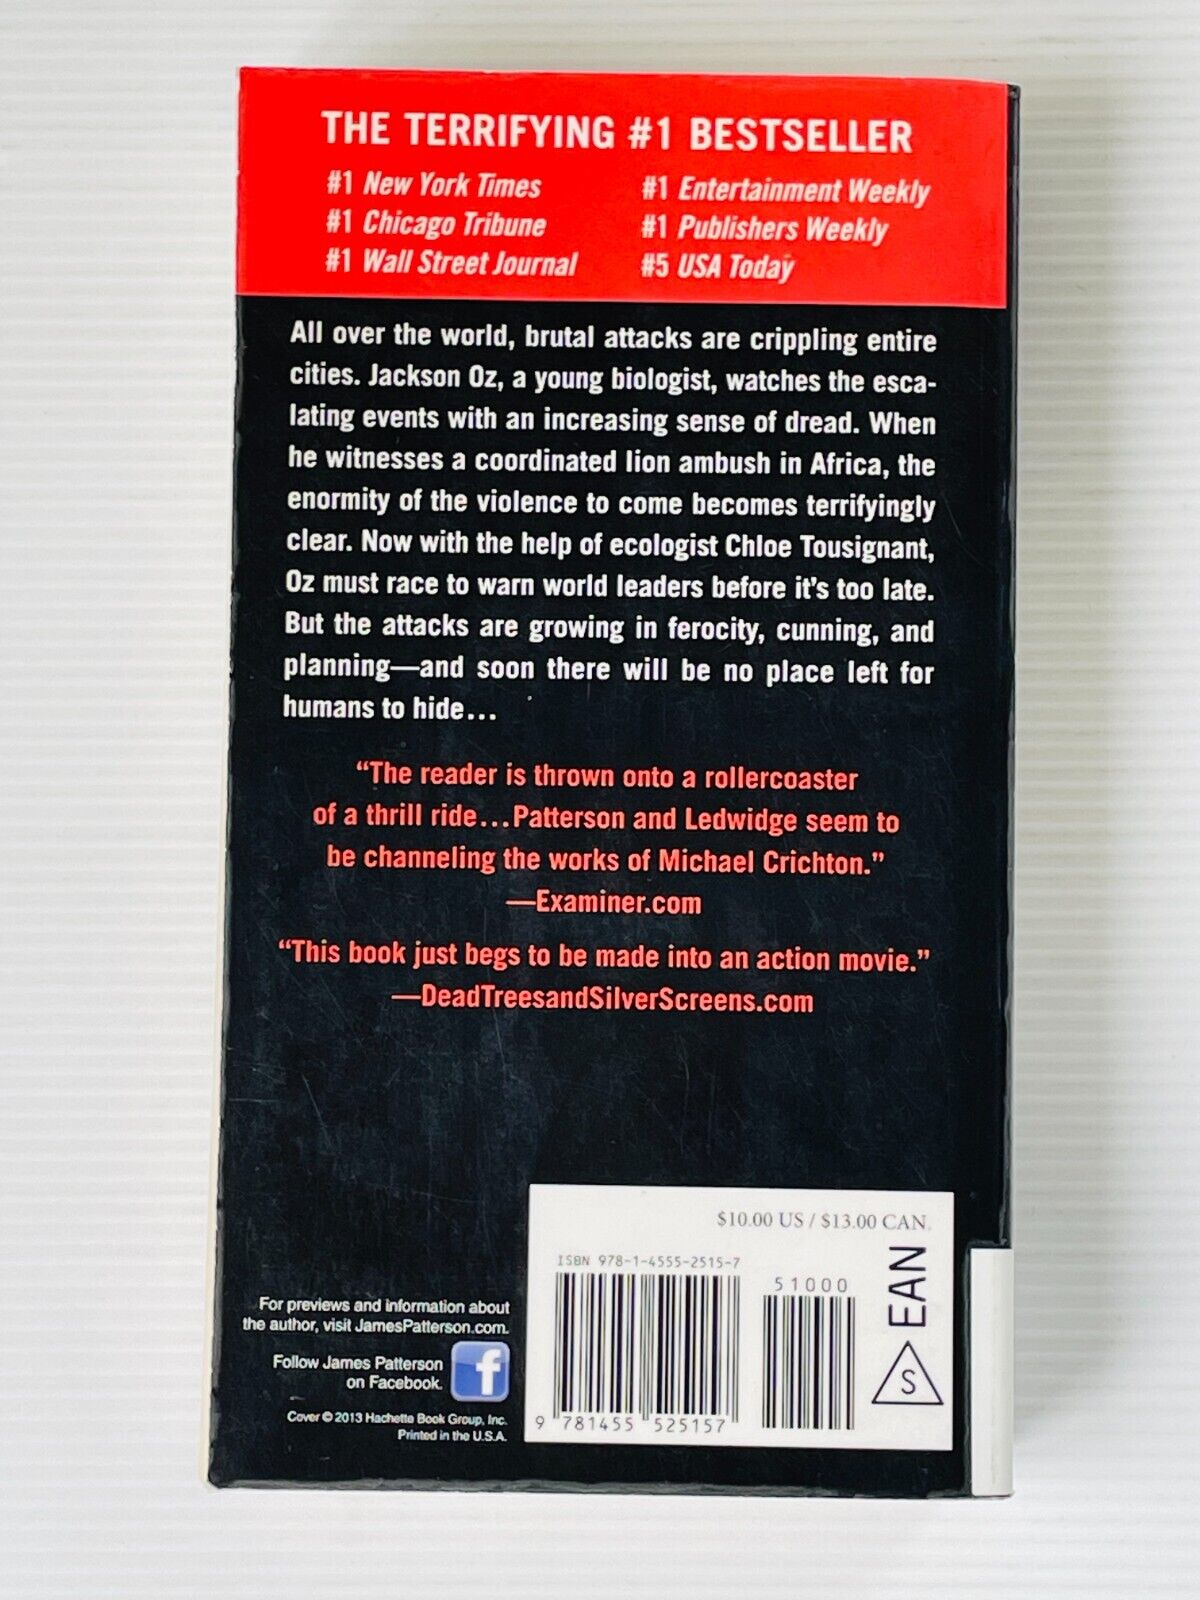 THE TERRIFYING #1 BESTSELLER
#1 New York Times
#1 Chicago Tribune
#1 Wall Street Journal
#1 Entertainment Weekly
#1 Publishers Weekly
#5 USA Today
All over the world, brutal attacks are crippling entire
cities. Jackson Oz, a young biologist, watches the esca-
lating events with an increasing sense of dread. When
he witnesses a coordinated lion ambush in Africa, the
enormity of the violence to come becomes terrifyingly
clear. Now with the help of ecologist Chloe Tousignant,
Oz must race to warn world leaders before it's too late.
But the attacks are growing in ferocity, cunning, and
planning—and soon there will be no place left for
humans to hide...
“The reader is thrown onto a rollercoaster
of a thrill ride...Patterson and Ledwidge seem to
be channeling the works of Michael Crichton.”
—Examiner.com
“This book just begs to be made into an action movie.”
—DeadTreesandSilverScreens.com
For previews and information about
the author, visit JamesPatterson.com.
Follow James Patterson
on Facebook.
f
Cover © 2013 Hachette Book Group, Inc.
Printed in the U.S.A.
$10.00 US / $13.00 CAN.
ISBN 978-1-4555-2515-7
51000
9 781455 525157
EAN
S